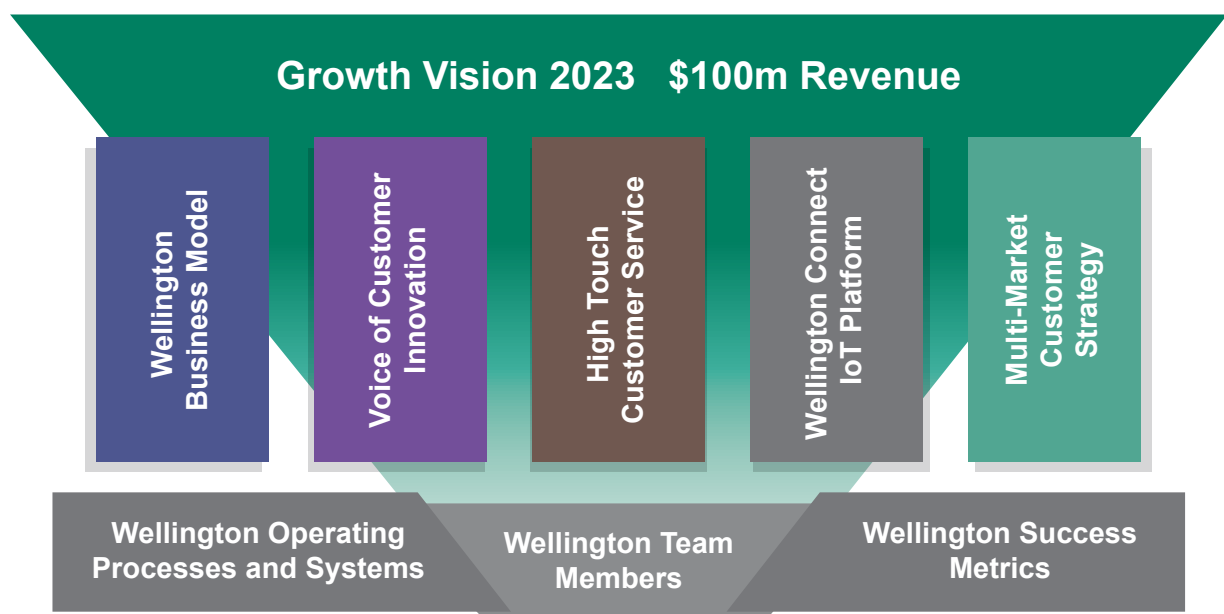 Growth Vision 2023 $100m Revenue
Wellington
Business Model
Voice of Customer
Innovation
High Touch
Customer Service
Wellington Connect
IoT Platform
Multi-Market
Customer
Strategy
Wellington Operating
Processes and Systems
Wellington Team
Members
Wellington Success
Metrics